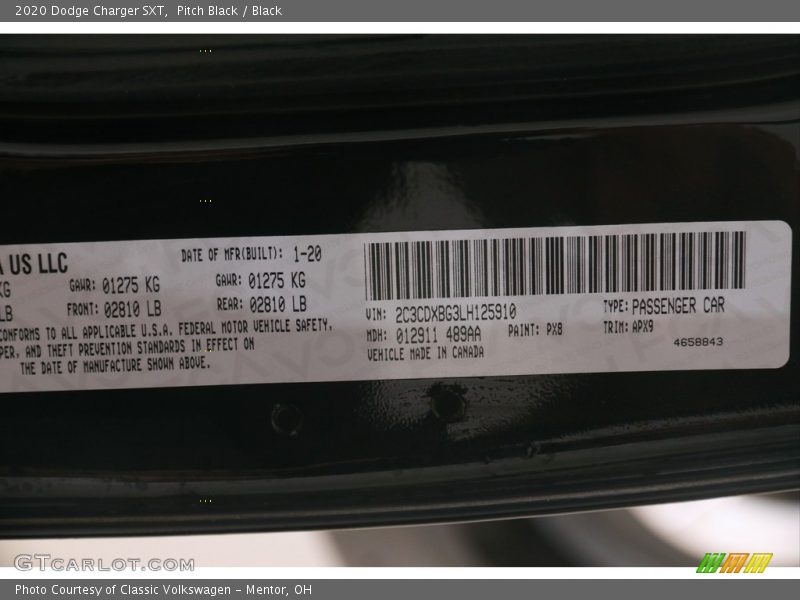 2020 Dodge Charger SXT, Pitch Black / Black
A US LLC
DATE OF MFR(BUILT): 1-20
KG GAWR: 01275 KG GAWR: 01275 KG
LB FRONT: 02810 LB REAR: 02810 LB
CONFORMS TO ALL APPLICABLE U.S.A. FEDERAL MOTOR VEHICLE SAFETY,
PER, AND THEFT PREVENTION STANDARDS IN EFFECT ON
THE DATE OF MANUFACTURE SHOWN ABOVE.
VIN: 2C3CDXBG3LH125910 TYPE: PASSENGER CAR
MDH: 012911 489AA PAINT: PX8 TRIM: APX9
VEHICLE MADE IN CANADA 4658843
GTCARLOT.COM
Photo Courtesy of Classic Volkswagen - Mentor, OH